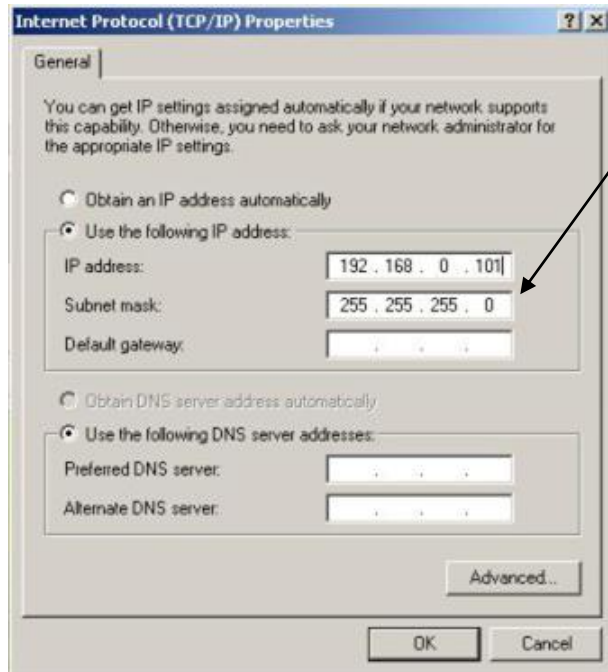 Internet Protocol (TCP/IP) Properties
General
You can get IP settings assigned automatically if your network supports
this capability. Otherwise, you need to ask your network administrator for
the appropriate IP settings.
Obtain an IP address automatically
Use the following IP address:
IP address: 192 . 168 . 0 . 101
Subnet mask: 255 . 255 . 255 . 0
Default gateway: . . .
Obtain DNS server address automatically
Use the following DNS server addresses:
Preferred DNS server: . . .
Alternate DNS server: . . .
Advanced...
OK Cancel